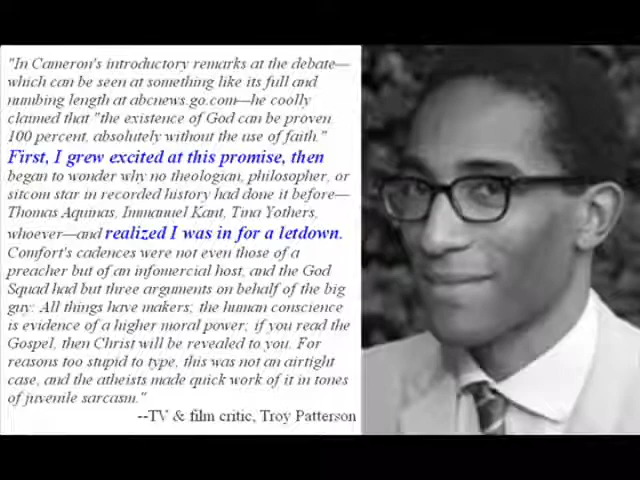 "In Cameron's introductory remarks at the debate—
which can be seen at something like its full and
numbing length at abcnews.go.com—he coolly
claimed that "the existence of God can be proven
100 percent, absolutely without the use of faith."
First, I grew excited at this promise, then
began to wonder why no theologian, philosopher, or
sitcom star in recorded history had done it before—
Thomas Aquinas, Immanuel Kant, Tina Yothers,
whoever—and realized I was in for a letdown.
Comfort's cadences were not even those of a
preacher but of an infomercial host, and the God
Squad had but three arguments on behalf of the big
guy: All things have makers; the human conscience
is evidence of a higher moral power; if you read the
Gospel, then Christ will be revealed to you. For
reasons too stupid to type, this was not an airtight
case, and the atheists made quick work of it in tones
of juvenile sarcasm."
--TV & film critic, Troy Patterson